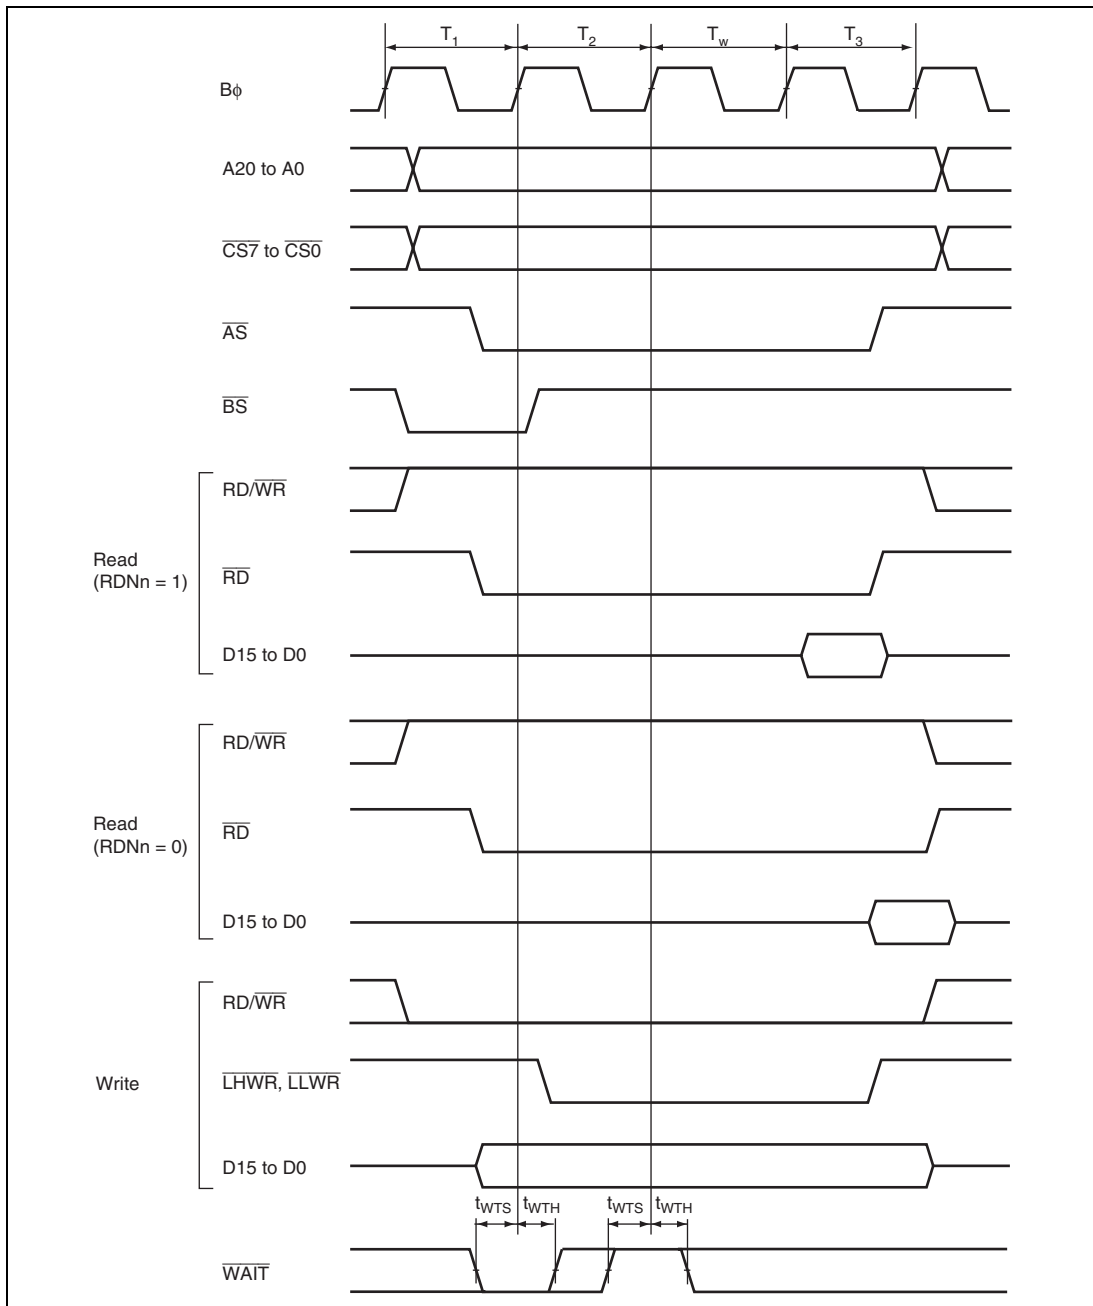 T1 T2 Tw T3
Bφ
A20 to A0
CS7 to CS0
AS
BS
RD/WR
Read
(RDNn = 1)
RD
D15 to D0
RD/WR
Read
(RDNn = 0)
RD
D15 to D0
RD/WR
Write
LHWR, LLWR
D15 to D0
tWTS tWTH tWTS tWTH
WAIT